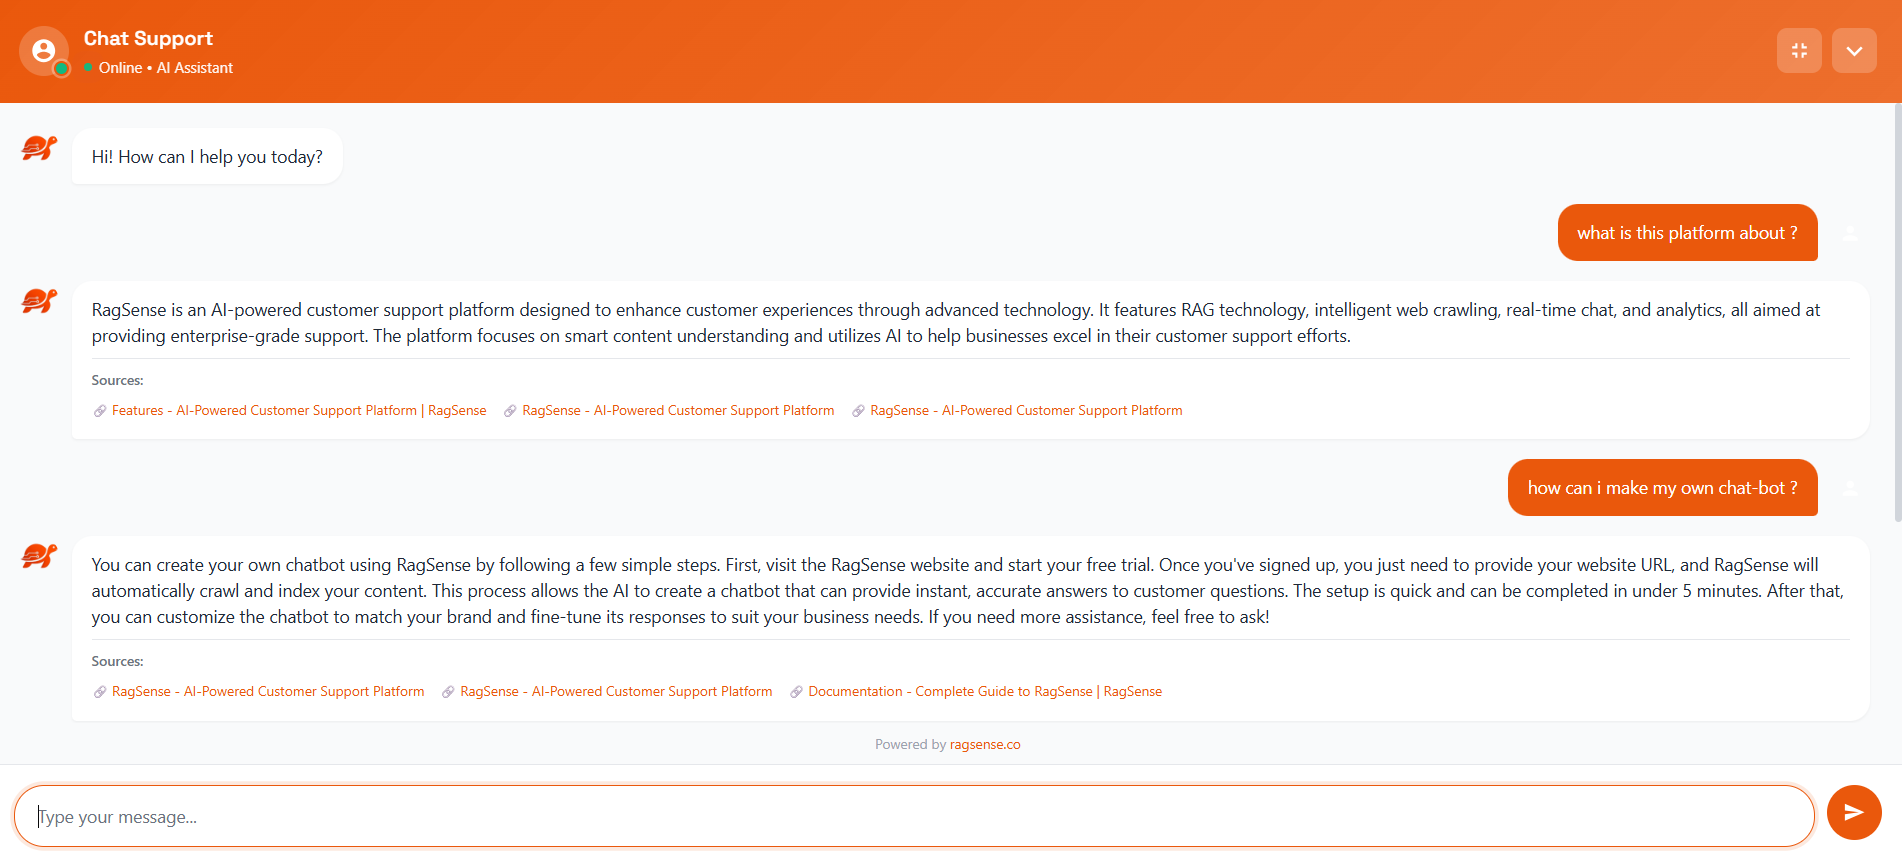 Chat Support
Online • AI Assistant
Hi! How can I help you today?
what is this platform about ?
RagSense is an AI-powered customer support platform designed to enhance customer experiences through advanced technology. It features RAG technology, intelligent web crawling, real-time chat, and analytics, all aimed at
providing enterprise-grade support. The platform focuses on smart content understanding and utilizes AI to help businesses excel in their customer support efforts.
Sources:
Features - AI-Powered Customer Support Platform | RagSense RagSense - AI-Powered Customer Support Platform RagSense - AI-Powered Customer Support Platform
how can i make my own chat-bot ?
You can create your own chatbot using RagSense by following a few simple steps. First, visit the RagSense website and start your free trial. Once you've signed up, you just need to provide your website URL, and RagSense will
automatically crawl and index your content. This process allows the AI to create a chatbot that can provide instant, accurate answers to customer questions. The setup is quick and can be completed in under 5 minutes. After that,
you can customize the chatbot to match your brand and fine-tune its responses to suit your business needs. If you need more assistance, feel free to ask!
Sources:
RagSense - AI-Powered Customer Support Platform RagSense - AI-Powered Customer Support Platform Documentation - Complete Guide to RagSense | RagSense
Powered by ragsense.co
Type your message...